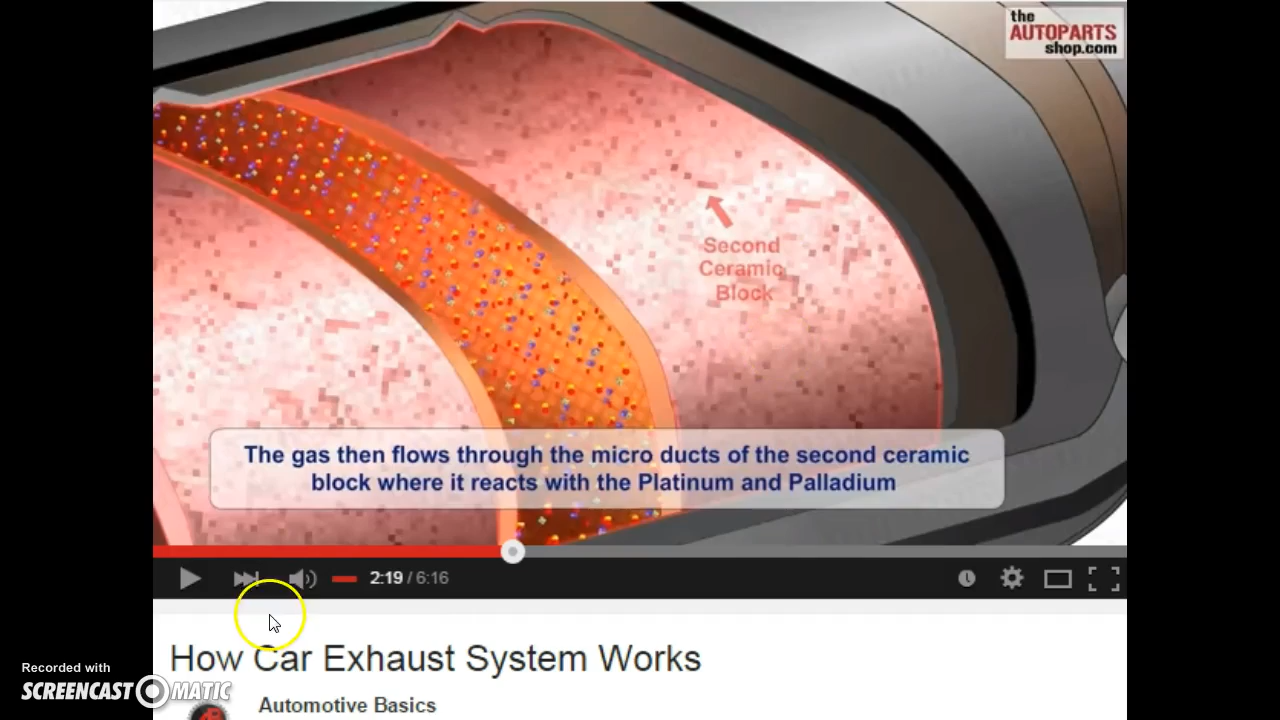 the
AUTOPARTS
shop.com
Second
Ceramic
Block
The gas then flows through the micro ducts of the second ceramic
block where it reacts with the Platinum and Palladium
2:19 / 6:16
How Car Exhaust System Works
Automotive Basics
Recorded with
SCREENCAST MATIC